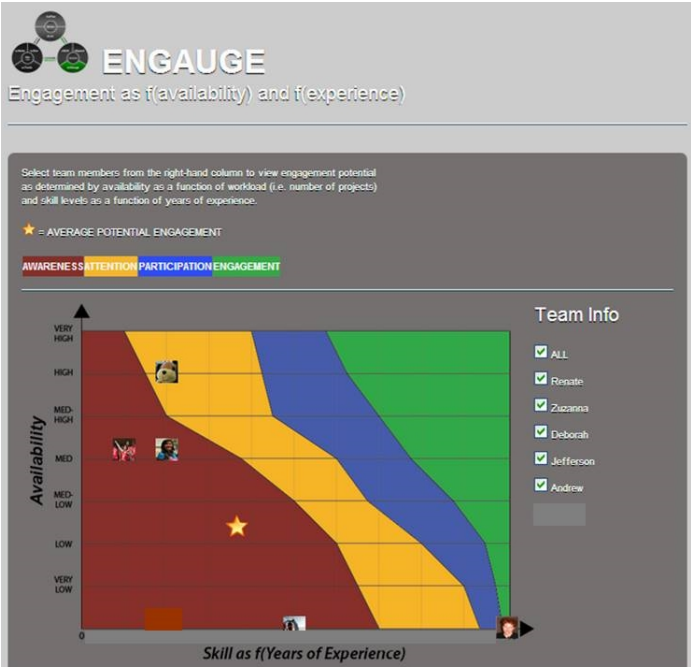 ENGAUGE
Engagement as f(availability) and f(experience)
Select team members from the right-hand column to view engagement potential
as determined by availability as a function of workload (i.e. number of projects)
and skill levels as a function of years of experience.
= AVERAGE POTENTIAL ENGAGEMENT
AWARENESS ATTENTION PARTICIPATION ENGAGEMENT
Team Info
ALL
Renate
Zuzanna
Deborah
Jefferson
Andrew
Availability
VERY
HIGH
HIGH
MED-
HIGH
MED
MED-
LOW
LOW
VERY
LOW
0
Skill as f(Years of Experience)